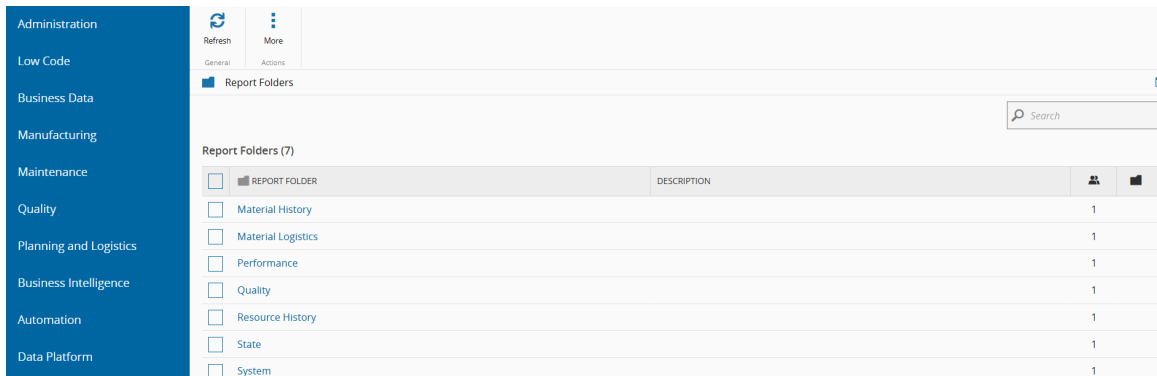 Administration
Low Code
Business Data
Manufacturing
Maintenance
Quality
Planning and Logistics
Business Intelligence
Automation
Data Platform
Refresh More
General Actions
Report Folders
Search
Report Folders (7)
REPORT FOLDER DESCRIPTION
Material History 1
Material Logistics 1
Performance 1
Quality 1
Resource History 1
State 1
System 1